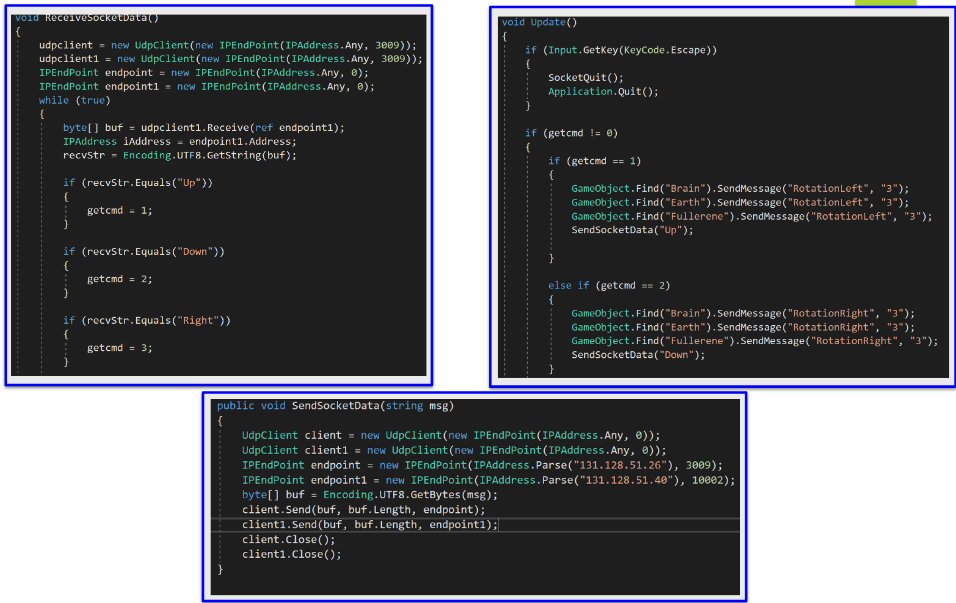 void ReceiveSocketData()
{
udpclient = new UdpClient(new IPEndPoint(IPAddress.Any, 3009));
udpclient1 = new UdpClient(new IPEndPoint(IPAddress.Any, 3009));
IPEndPoint endpoint = new IPEndPoint(IPAddress.Any, 0);
IPEndPoint endpoint1 = new IPEndPoint(IPAddress.Any, 0);
while (true)
{
byte[] buf = udpclient1.Receive(ref endpoint1);
IPAddress iAddress = endpoint1.Address;
recvStr = Encoding.UTF8.GetString(buf);
if (recvStr.Equals("Up"))
{
getcmd = 1;
}
if (recvStr.Equals("Down"))
{
getcmd = 2;
}
if (recvStr.Equals("Right"))
{
getcmd = 3;
}
void Update()
{
if (Input.GetKey(KeyCode.Escape))
{
SocketQuit();
Application.Quit();
}
if (getcmd != 0)
{
if (getcmd == 1)
{
GameObject.Find("Brain").SendMessage("RotationLeft", "3");
GameObject.Find("Earth").SendMessage("RotationLeft", "3");
GameObject.Find("Fullerene").SendMessage("RotationLeft", "3");
SendSocketData("Up");
}
else if (getcmd == 2)
{
GameObject.Find("Brain").SendMessage("RotationRight", "3");
GameObject.Find("Earth").SendMessage("RotationRight", "3");
GameObject.Find("Fullerene").SendMessage("RotationRight", "3");
SendSocketData("Down");
}
public void SendSocketData(string msg)
{
UdpClient client = new UdpClient(new IPEndPoint(IPAddress.Any, 0));
UdpClient client1 = new UdpClient(new IPEndPoint(IPAddress.Any, 0));
IPEndPoint endpoint = new IPEndPoint(IPAddress.Parse("131.128.51.26"), 3009);
IPEndPoint endpoint1 = new IPEndPoint(IPAddress.Parse("131.128.51.40"), 10002);
byte[] buf = Encoding.UTF8.GetBytes(msg);
client.Send(buf, buf.Length, endpoint);
client1.Send(buf, buf.Length, endpoint1);
client.Close();
client1.Close();
}